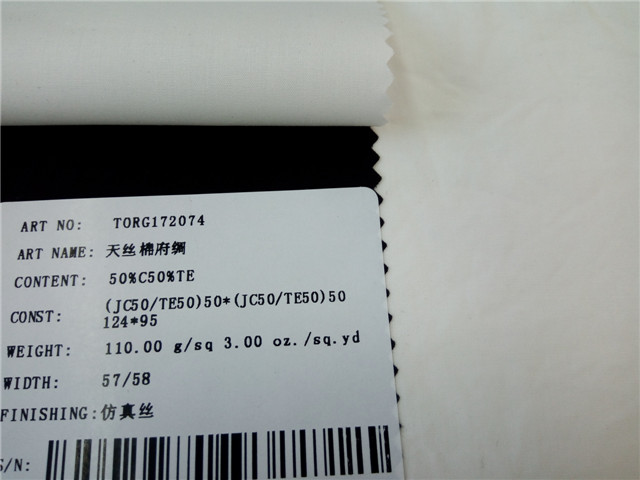 ART NO: TORG172074
ART NAME: 天丝棉府绸
CONTENT: 50%C50%TE
CONST: (JC50/TE50)50*(JC50/TE50)50
124*95
WEIGHT: 110.00 g/sq 3.00 oz./sq.yd
WIDTH: 57/58
FINISHING:仿真丝
S/N: